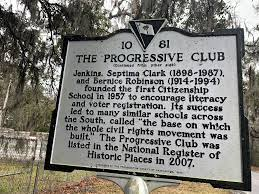 10 61
THE PROGRESSIVE CLUB
(Continued from other side)
Jenkins, Septima Clark (1898-1987),
and Bernice Robinson (1914-1994)
founded the first Citizenship
School in 1957 to encourage literacy
and voter registration. Its success
led to many similar schools across
the South, called "the base on which
the whole civil rights movement was
built." The Progressive Club was
listed in the National Register of
Historic Places in 2007.